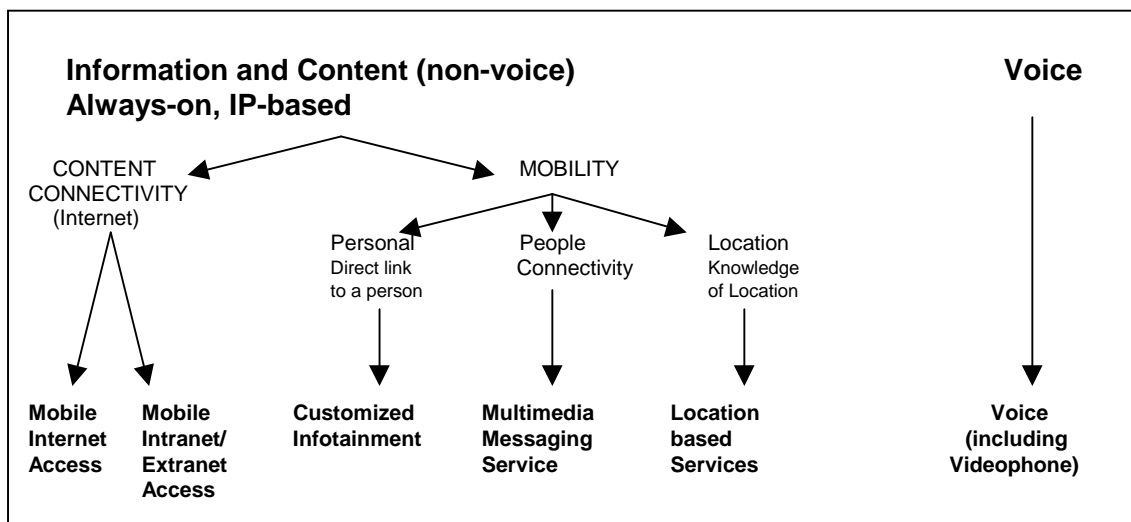 Information and Content (non-voice)
Always-on, IP-based
Voice
CONTENT
CONNECTIVITY
(Internet)
MOBILITY
Personal
Direct link
to a person
People
Connectivity
Location
Knowledge
of Location
Mobile
Internet
Access
Mobile
Intranet/
Extranet
Access
Customized
Infotainment
Multimedia
Messaging
Service
Location
based
Services
Voice
(including
Videophone)